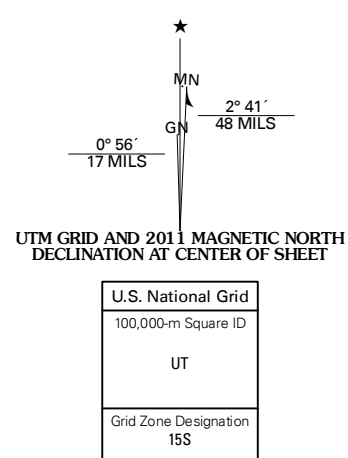 ★
MN
GN
2° 41´
48 MILS
0° 56´
17 MILS
UTM GRID AND 2011 MAGNETIC NORTH
DECLINATION AT CENTER OF SHEET
U.S. National Grid
100,000-m Square ID
UT
Grid Zone Designation
15S